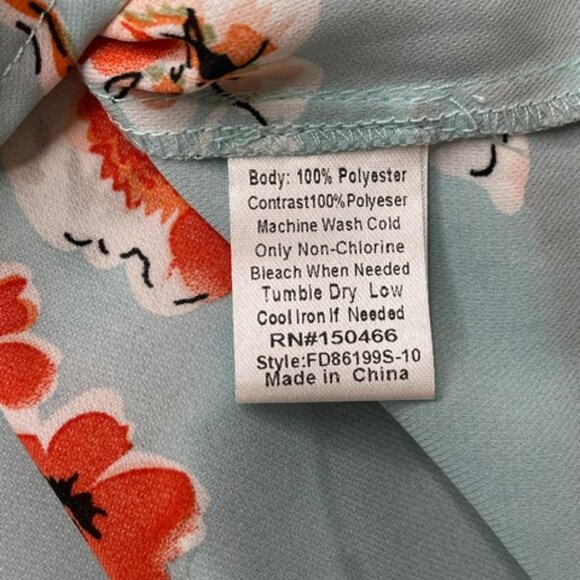 Body: 100% Polyester
Contrast100%Polyeser
Machine Wash Cold
Only Non-Chlorine
Bleach When Needed
Tumble Dry Low
Cool Iron If Needed
RN#150466
Style:FD86199S-10
Made in China